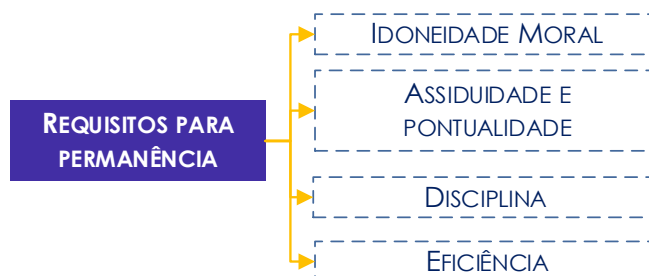 IDONEIDADE MORAL
ASSIDUIDADE E
PONTUALIDADE
REQUISITOS PARA
PERMANÊNCIA
DISCIPLINA
EFICIÊNCIA